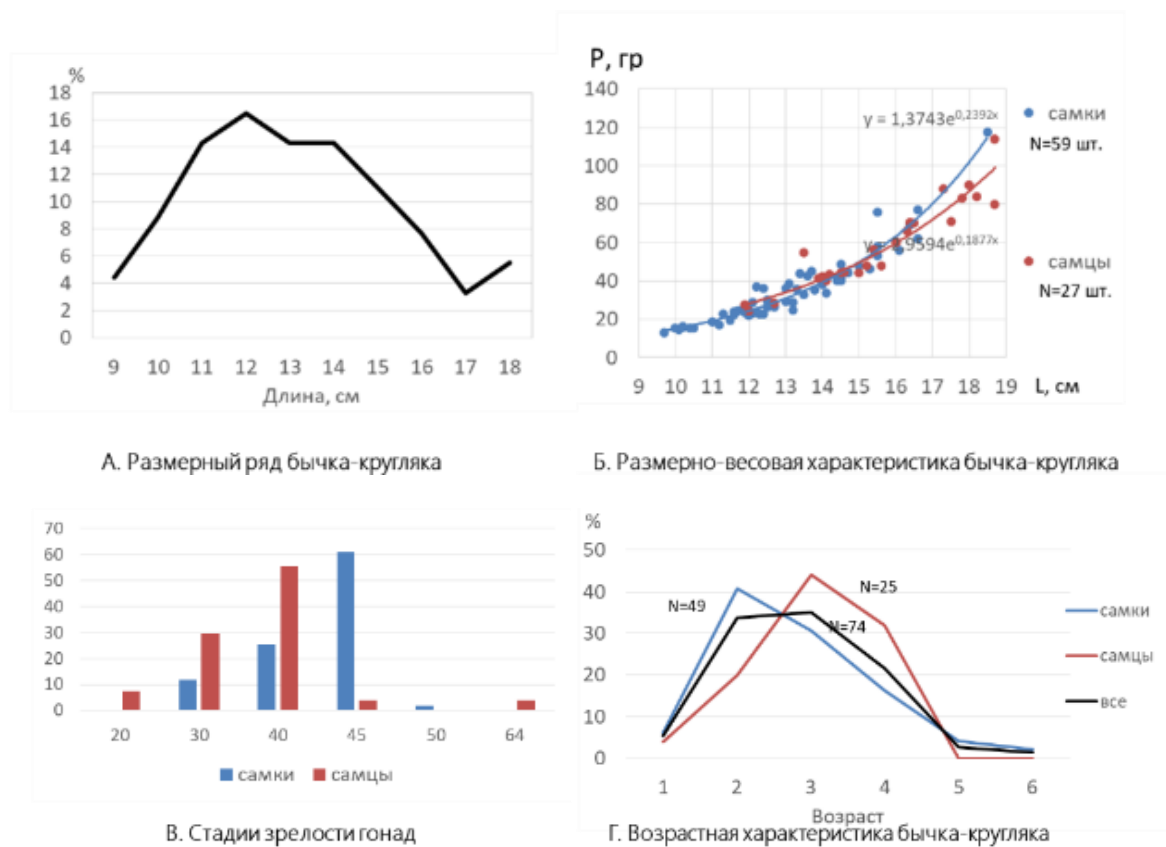 %
18
16
14
12
10
8
6
4
2
0
9 10 11 12 13 14 15 16 17 18
Длина, см
А. Размерный ряд бычка-кругляка
Р, гр
140
120
100
80
60
40
20
0
y = 1,3743e^0,2392x
9594e^0,1877x
самки
N=59 шт.
самцы
N=27 шт.
9 10 11 12 13 14 15 16 17 18 19 L, см
Б. Размерно-весовая характеристика бычка-кругляка
70
60
50
40
30
20
10
0
20 30 40 45 50 64
самки самцы
В. Стадии зрелости гонад
%
50
40
30
20
10
0
N=49
N=25
N=74
самки
самцы
все
1 2 3 4 5 6
Возраст
Г. Возрастная характеристика бычка-кругляка